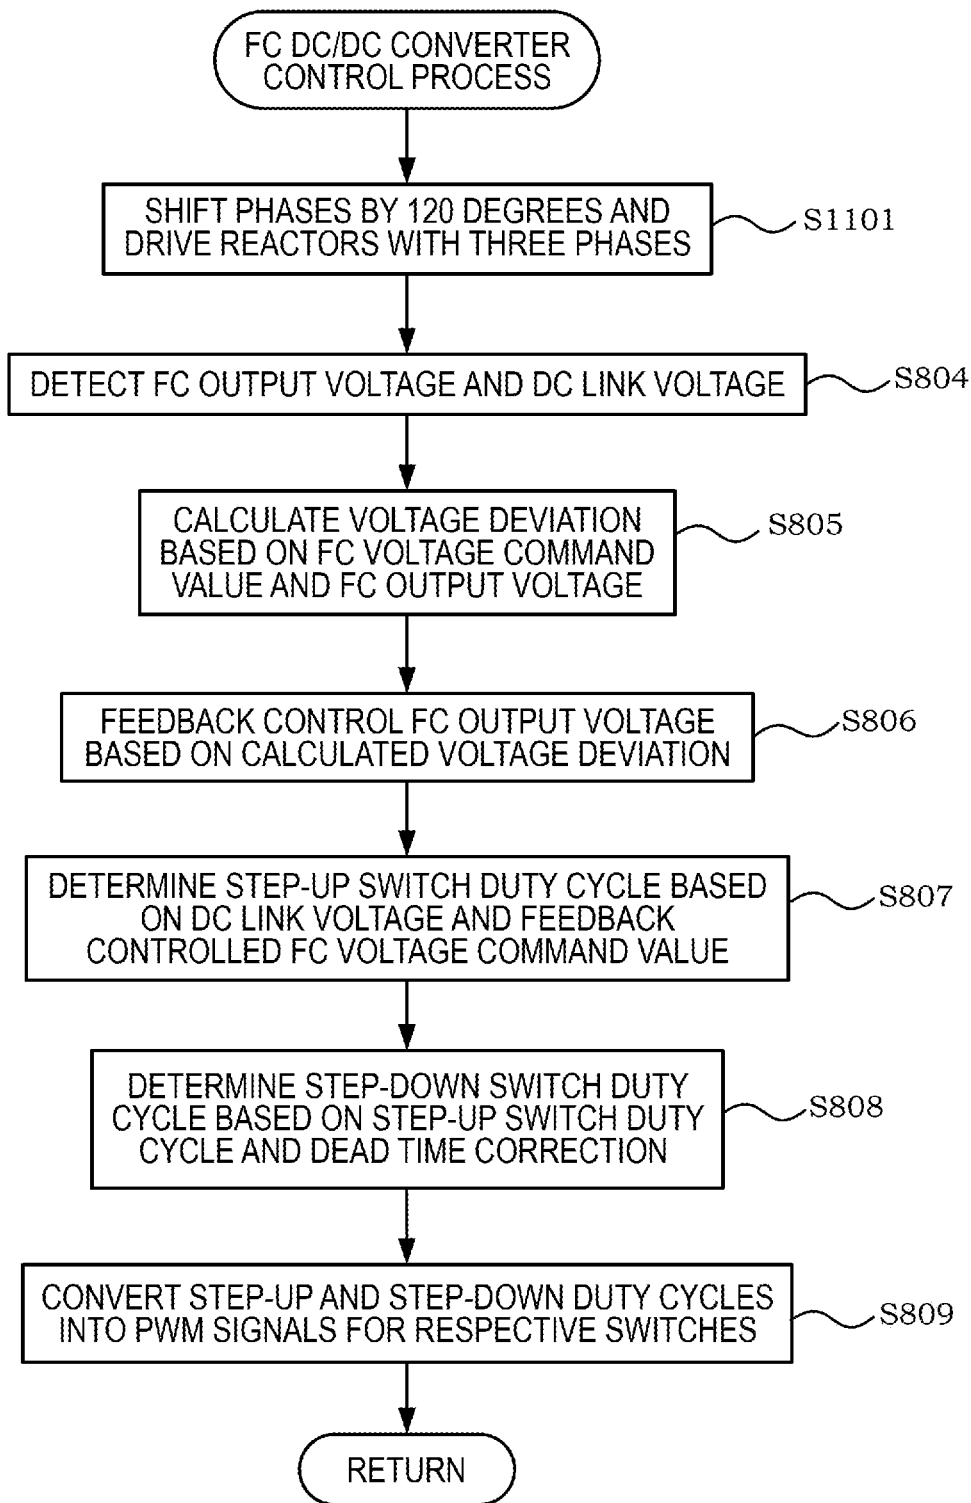 FC DC/DC CONVERTER
CONTROL PROCESS
SHIFT PHASES BY 120 DEGREES AND
DRIVE REACTORS WITH THREE PHASES
S1101
DETECT FC OUTPUT VOLTAGE AND DC LINK VOLTAGE
S804
CALCULATE VOLTAGE DEVIATION
BASED ON FC VOLTAGE COMMAND
VALUE AND FC OUTPUT VOLTAGE
S805
FEEDBACK CONTROL FC OUTPUT VOLTAGE
BASED ON CALCULATED VOLTAGE DEVIATION
S806
DETERMINE STEP-UP SWITCH DUTY CYCLE BASED
ON DC LINK VOLTAGE AND FEEDBACK
CONTROLLED FC VOLTAGE COMMAND VALUE
S807
DETERMINE STEP-DOWN SWITCH DUTY
CYCLE BASED ON STEP-UP SWITCH DUTY
CYCLE AND DEAD TIME CORRECTION
S808
CONVERT STEP-UP AND STEP-DOWN DUTY CYCLES
INTO PWM SIGNALS FOR RESPECTIVE SWITCHES
S809
RETURN